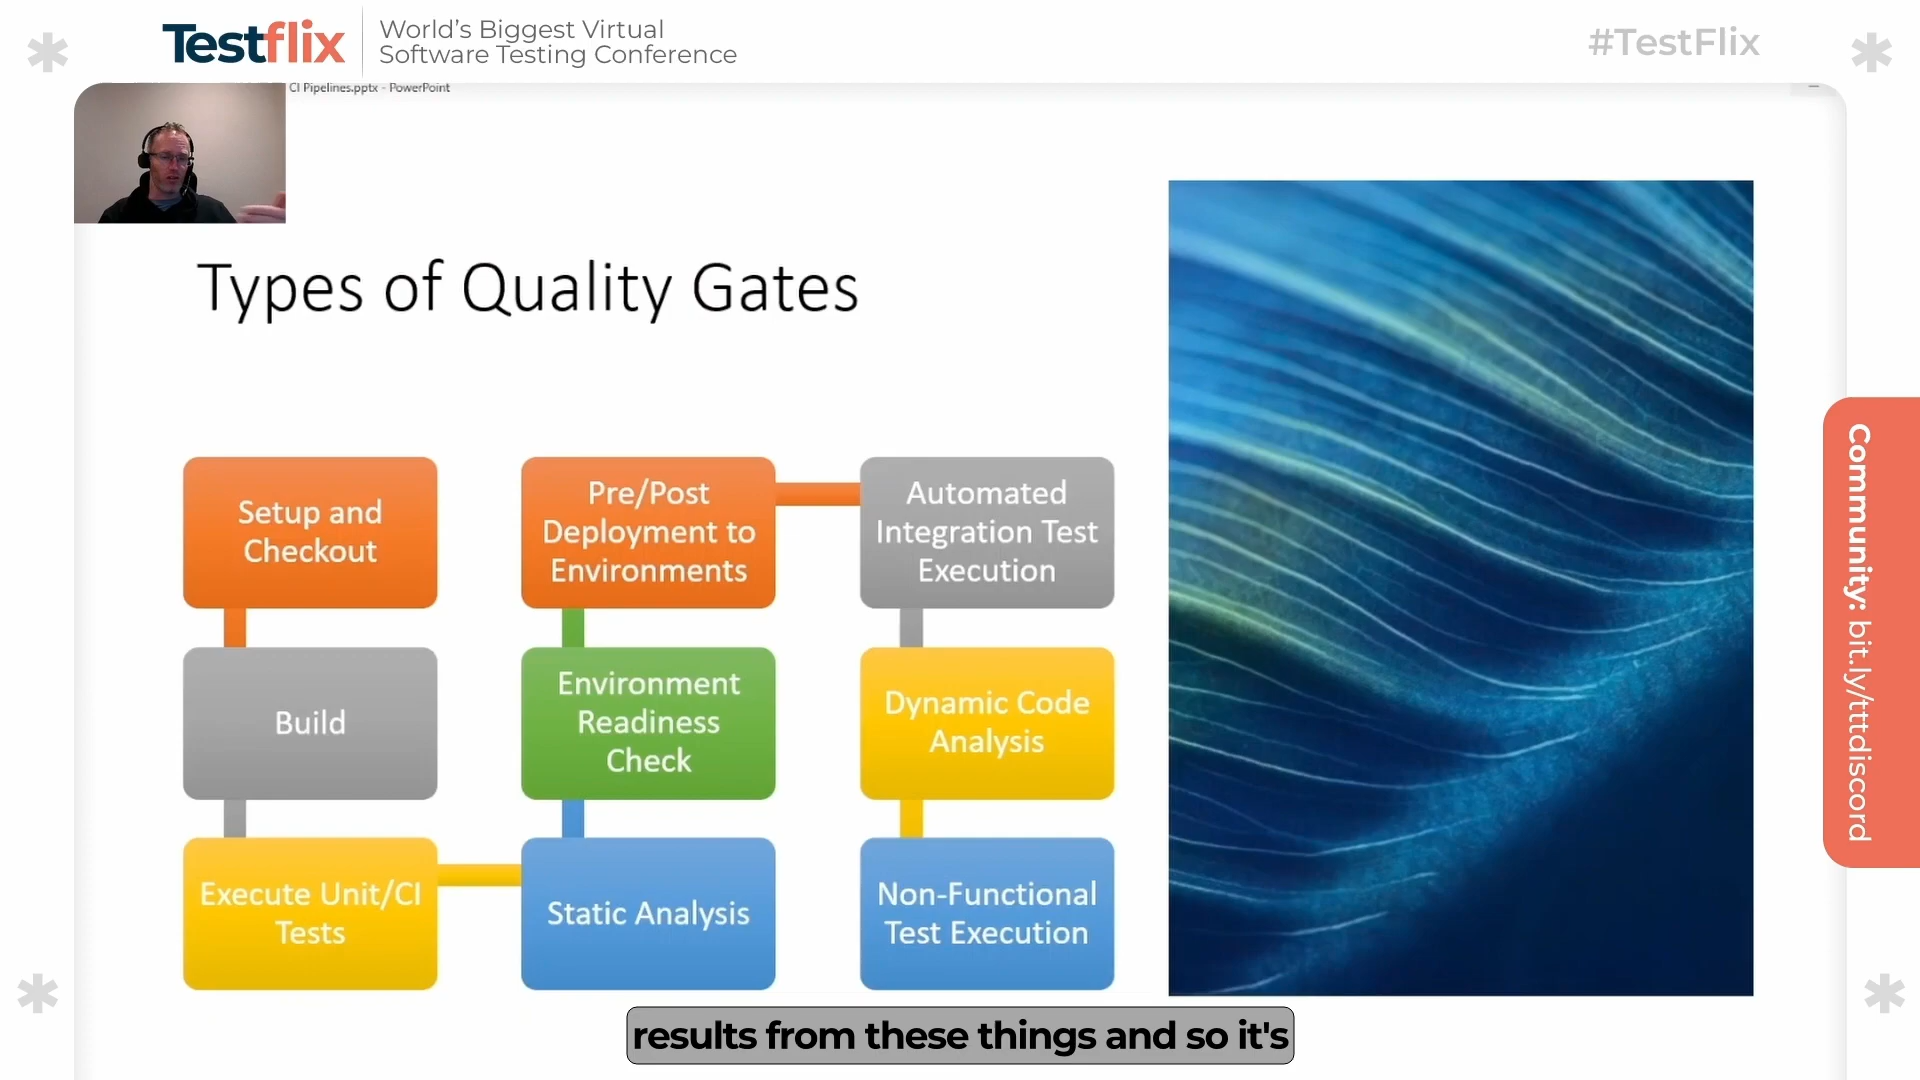 Testflix
World's Biggest Virtual
Software Testing Conference
#TestFlix
CI Pipelines.pptx - PowerPoint
Types of Quality Gates
Setup and
Checkout
Build
Execute Unit/CI
Tests
Static Analysis
Environment
Readiness
Check
Pre/Post
Deployment to
Environments
Automated
Integration Test
Execution
Dynamic Code
Analysis
Non-Functional
Test Execution
Community: bit.ly/tttdiscord
results from these things and so it's